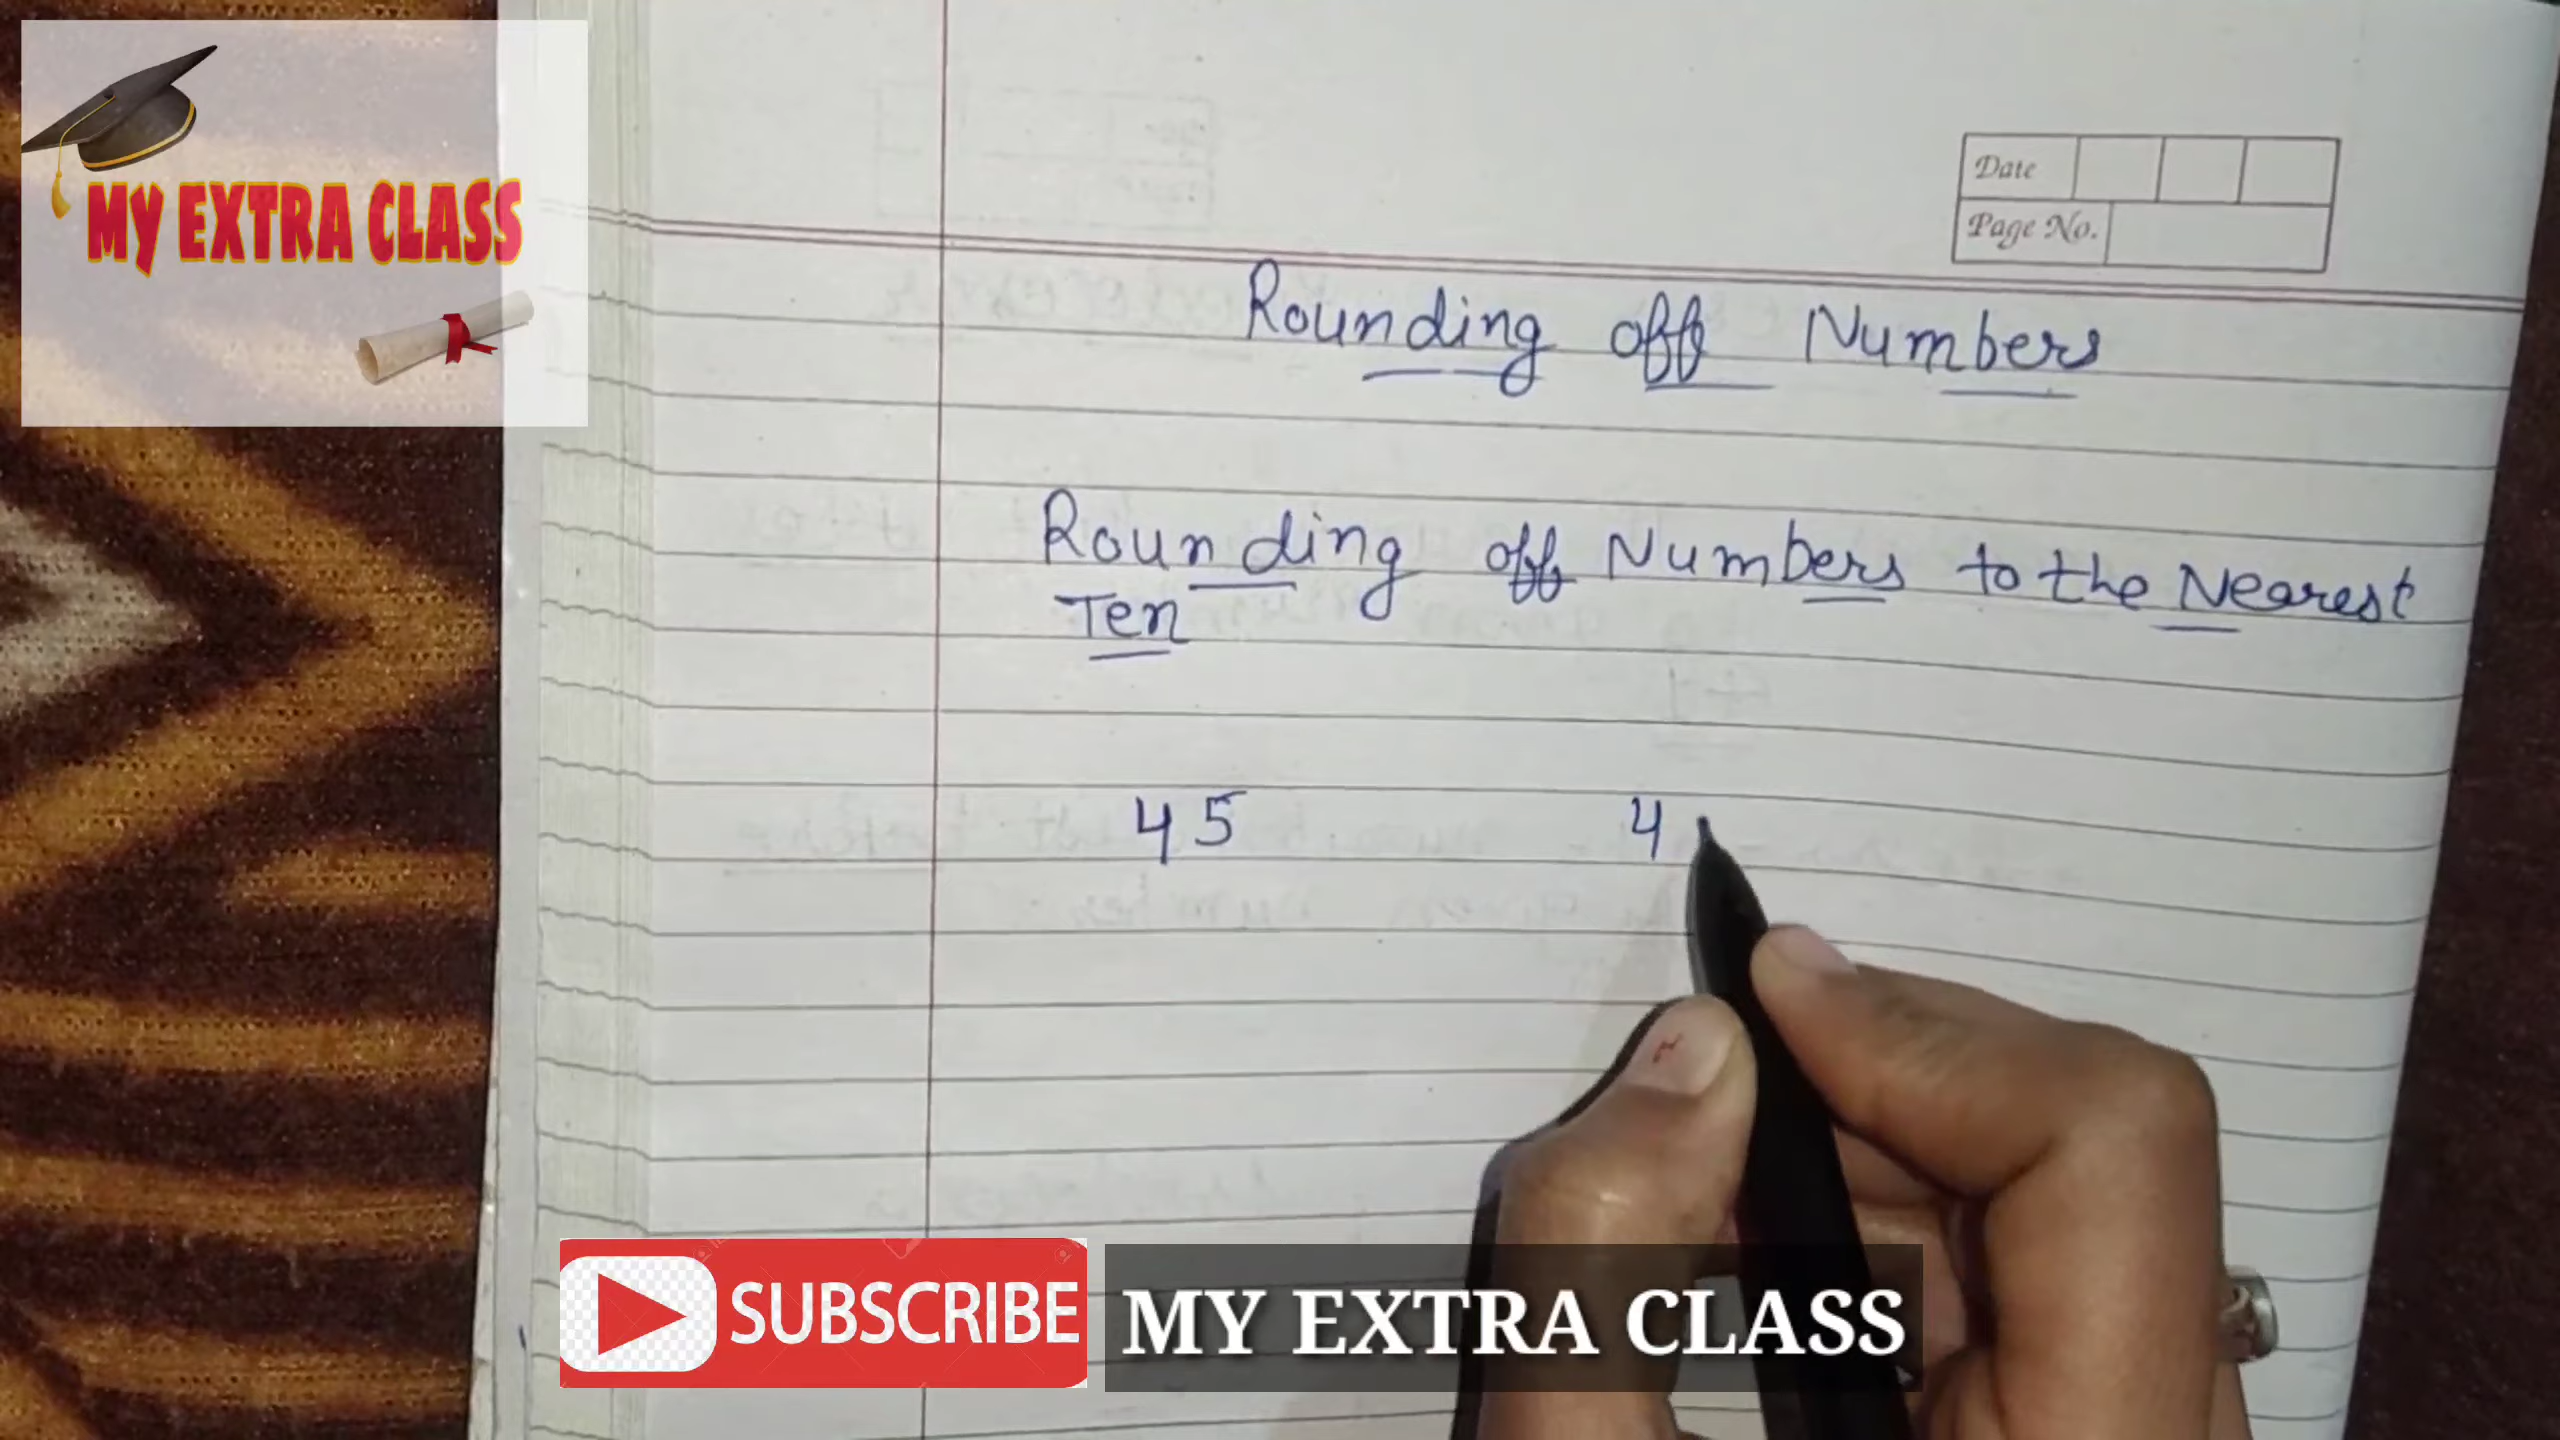 MY EXTRA CLASS
Date
Page No.
Rounding off Numbers
Rounding off Numbers to the Nearest
Ten
45 4
SUBSCRIBE
MY EXTRA CLASS